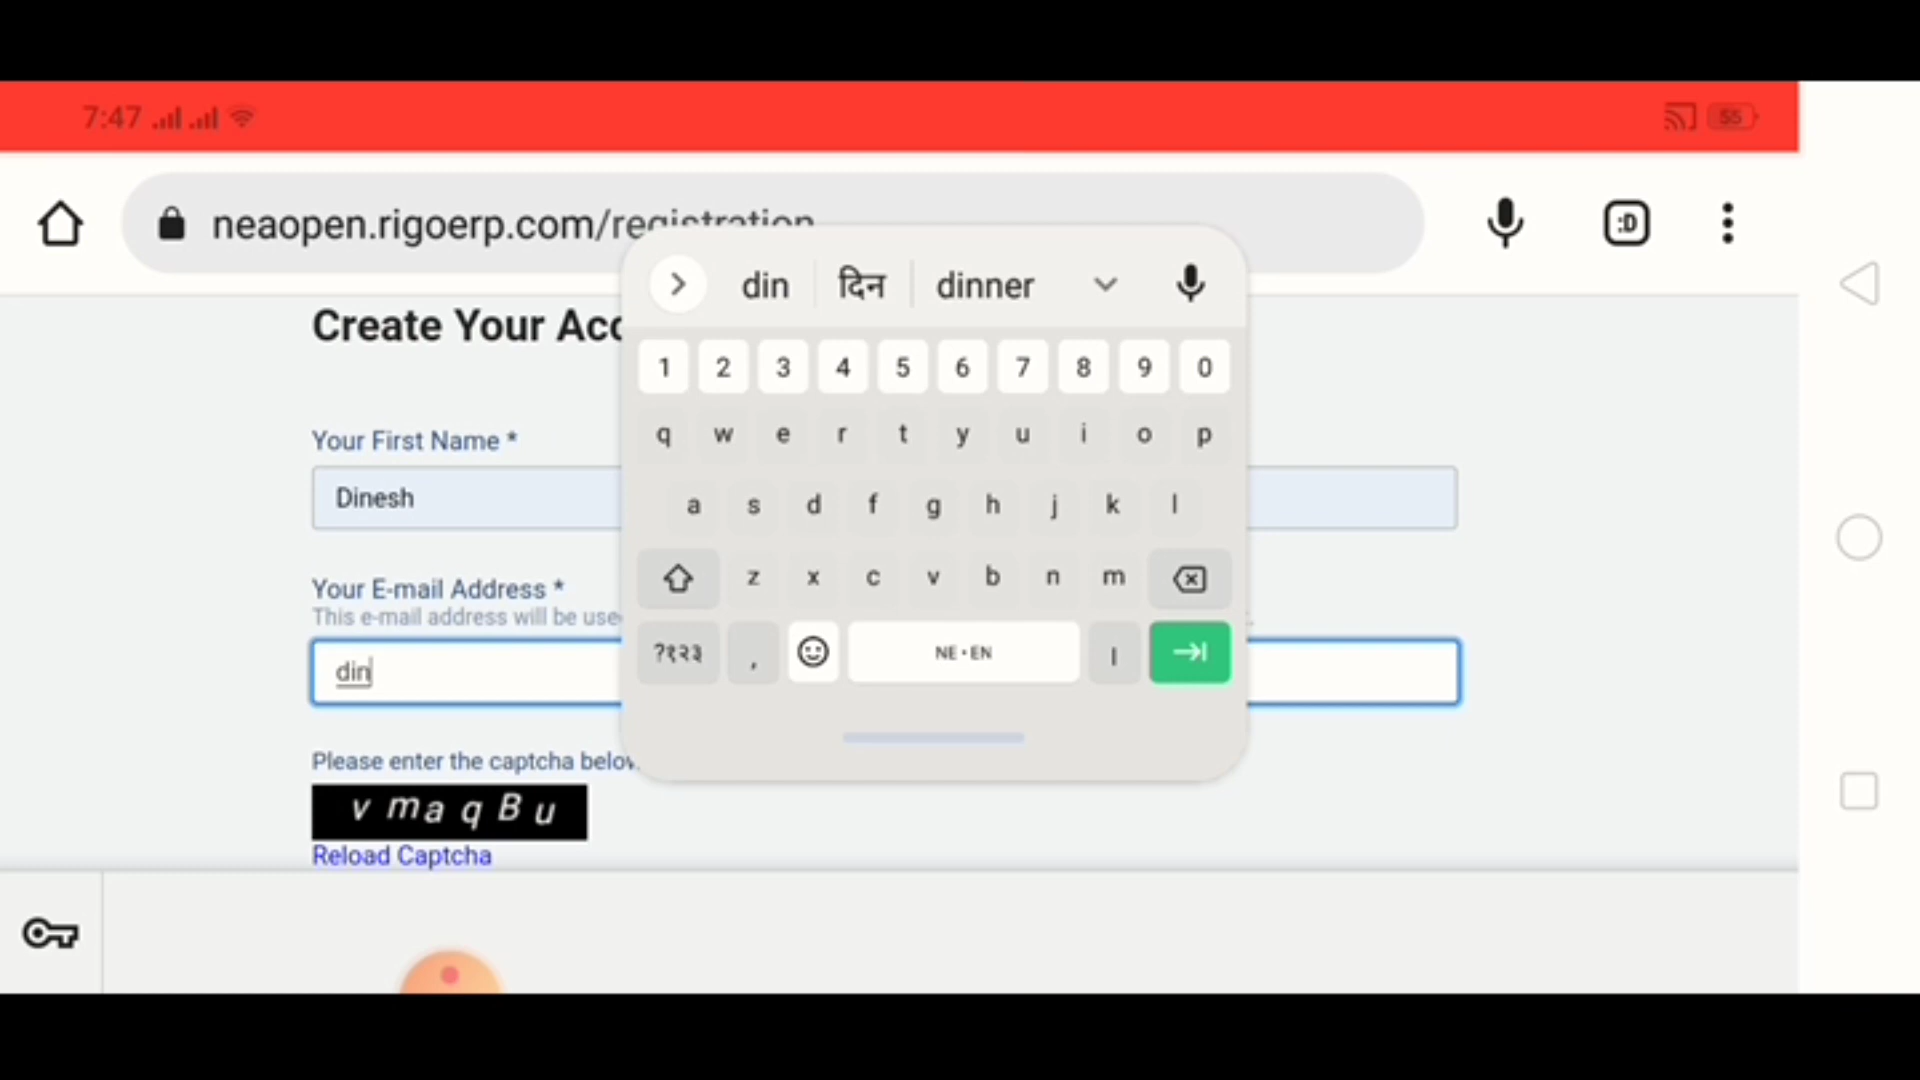 7:47
55
neaopen.rigoerp.com/registration
:D
din दिन dinner
Create Your Acc
1 2 3 4 5 6 7 8 9 0
q w e r t y u i o p
Your First Name *
Dinesh
a s d f g h j k l
z x c v b n m
Your E-mail Address *
This e-mail address will be use
?१२३ , NE • EN ।
din
Please enter the captcha below
v m a q B u
Reload Captcha